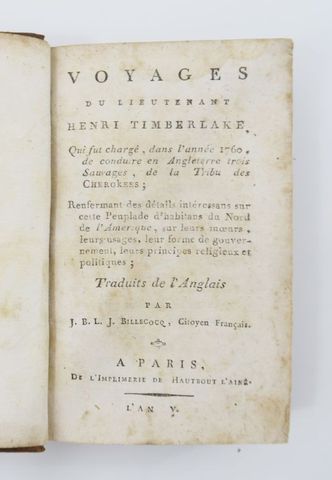 VOYAGES
DU LIEUTENANT
HENRI TIMBERLAKE,
Qui fut chargé, dans l'année 1760,
de conduire en Angleterre trois
Sauvages, de la Tribu des
CHEROKEES;
Renfermant des détails intéressans sur
cette Peuplade d'habitans du Nord
de l'Amerique, sur leurs mœurs,
leurs usages, leur forme de gouver-
nement, leurs principes religieux et
politiques;
Traduits de l'Anglais
PAR
J. B. L. J. BILLECOCQ, Citoyen Français.
A PARIS,
DE L'IMPLIMERIE DE HAUTBOUT L'AINÉ.
L'AN V.